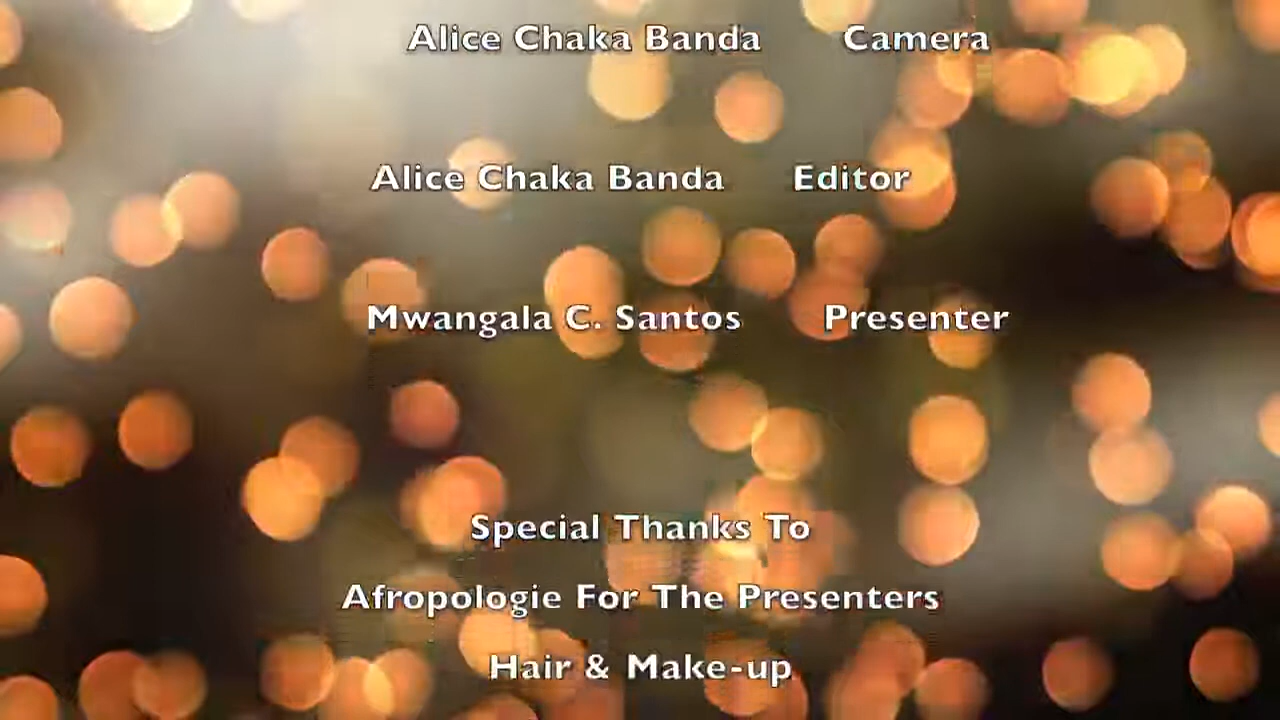 Alice Chaka Banda Camera
Alice Chaka Banda Editor
Mwangala C. Santos Presenter
Special Thanks To
Afropologie For The Presenters
Hair & Make-up